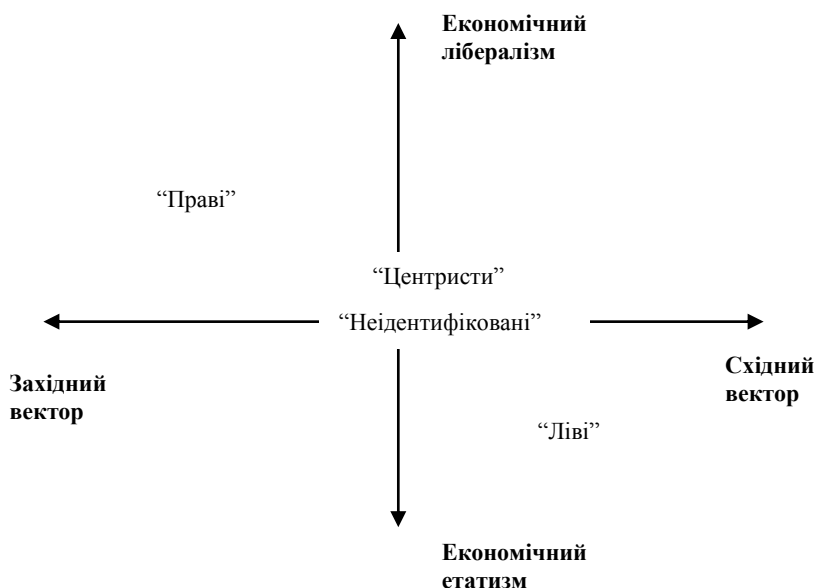 Економічний
лібералізм
“Праві”
“Центристи”
“Неідентифіковані”
Західний
вектор
Східний
вектор
“Ліві”
Економічний
етатизм